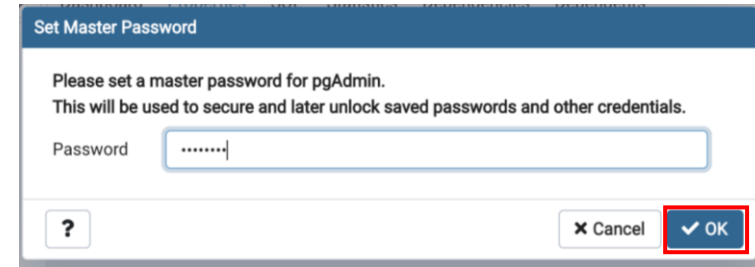 Set Master Password
Please set a master password for pgAdmin.
This will be used to secure and later unlock saved passwords and other credentials.
Password ········
? Cancel OK